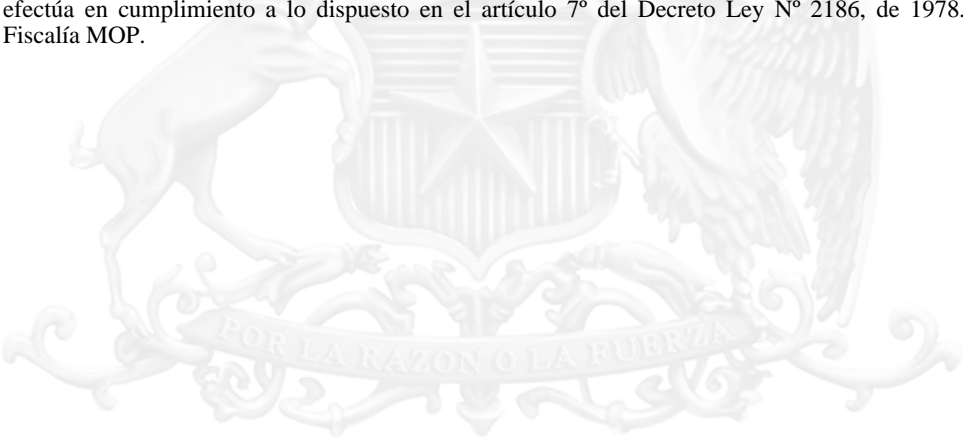 efectúa en cumplimiento a lo dispuesto en el artículo 7º del Decreto Ley Nº 2186, de 1978.
Fiscalía MOP.
POR LA RAZON O LA FUERZA